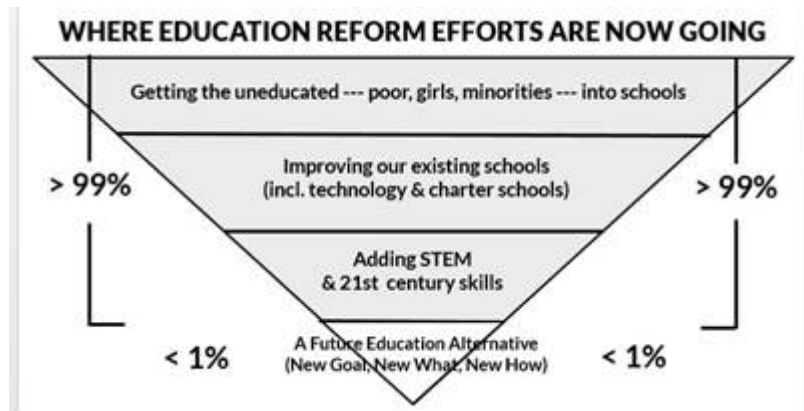 WHERE EDUCATION REFORM EFFORTS ARE NOW GOING
Getting the uneducated --- poor, girls, minorities --- into schools
Improving our existing schools
(incl. technology & charter schools)
> 99%
> 99%
Adding STEM
& 21st century skills
A Future Education Alternative
(New Goal, New What, New How)
< 1%
< 1%